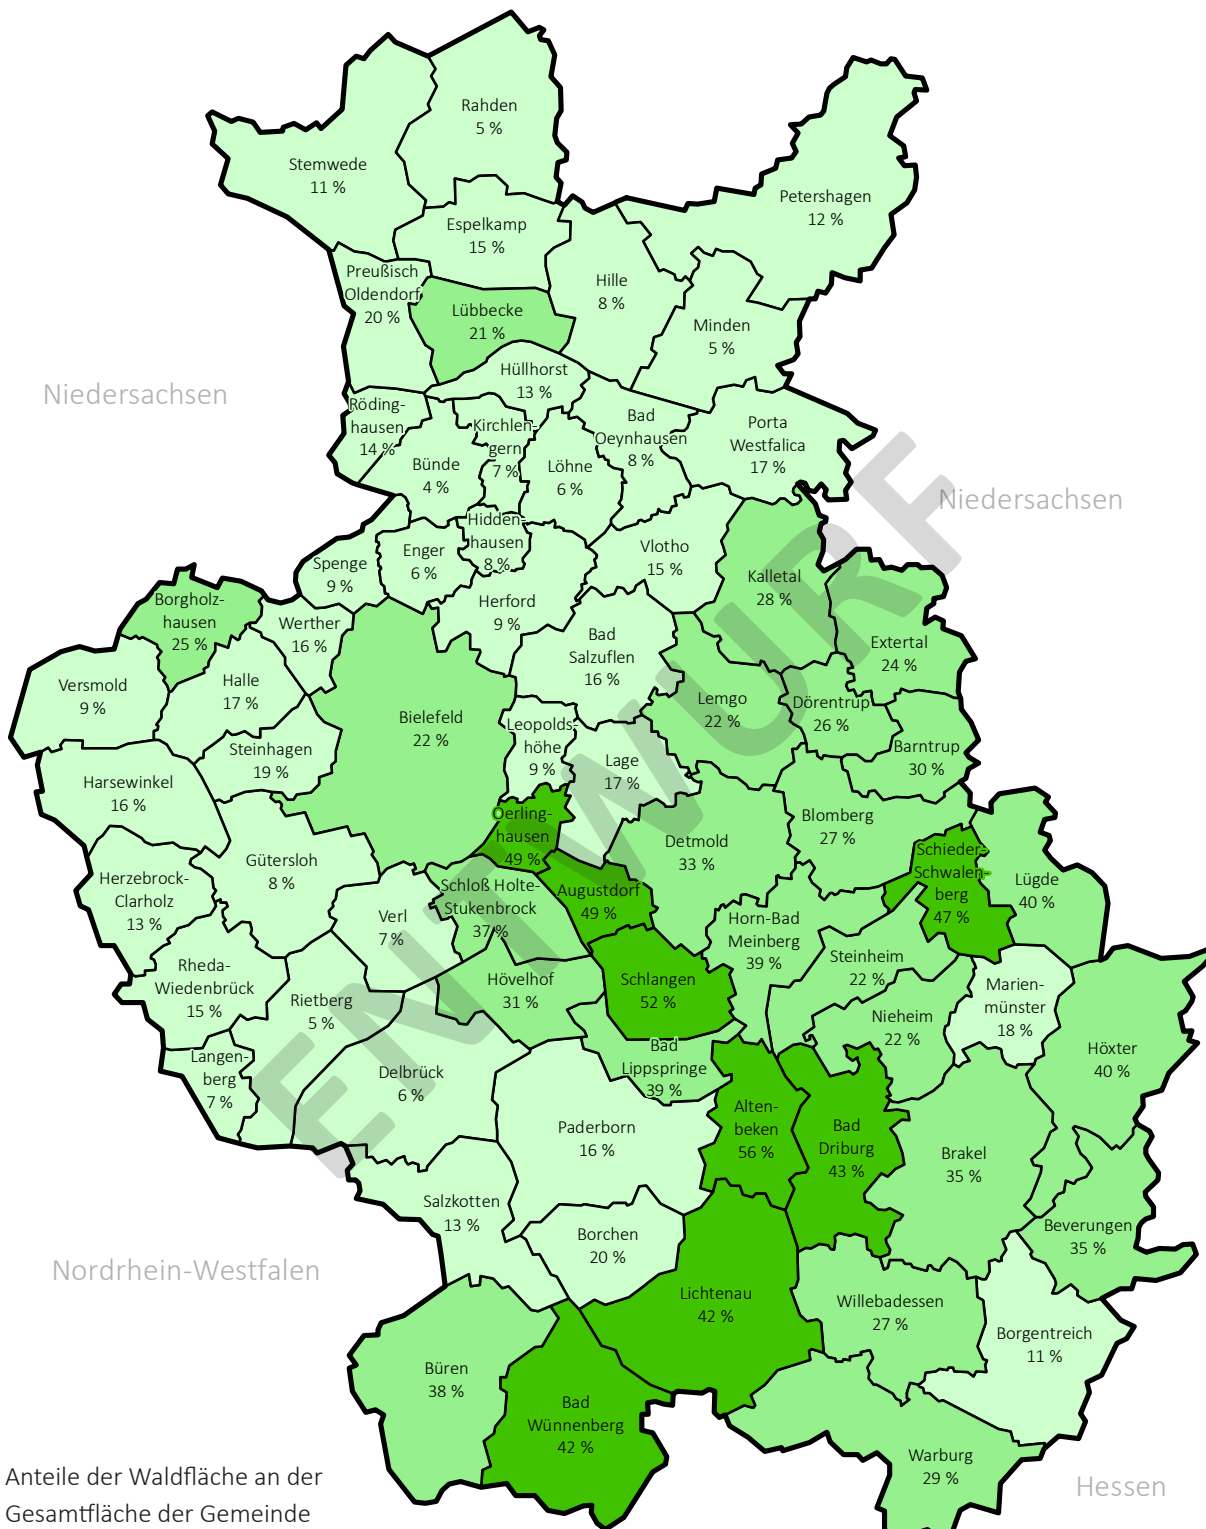 Rahden
5 %
Stemwede
11 %
Petershagen
12 %
Espelkamp
15 %
Preußisch
Oldendorf
20 %
Hille
8 %
Lübbecke
21 %
Minden
5 %
Niedersachsen
Hüllhorst
13 %
Röding-
hausen
14 %
Kirchlen-
gern
7 %
Bad
Oeynhausen
8 %
Porta
Westfalica
17 %
Bünde
4 %
Löhne
6 %
Niedersachsen
Hidden-
hausen
8 %
Enger
6 %
Spenge
9 %
Vlotho
15 %
Kalletal
28 %
Borgholz-
hausen
25 %
Werther
16 %
Herford
9 %
Bad
Salzuflen
16 %
Extertal
24 %
Versmold
9 %
Halle
17 %
Bielefeld
22 %
Lemgo
22 %
Dörentrup
26 %
Steinhagen
19 %
Leopolds-
höhe
9 %
Lage
17 %
Barntrup
30 %
Harsewinkel
16 %
Oerling-
hausen
49 %
Detmold
33 %
Blomberg
27 %
Schieder-
Schwalen-
berg
47 %
Lügde
40 %
Gütersloh
8 %
Herzebrock-
Clarholz
13 %
Verl
7 %
Schloß Holte-
Stukenbrock
37 %
Augustdorf
49 %
Horn-Bad
Meinberg
39 %
Steinheim
22 %
Rheda-
Wiedenbrück
15 %
Rietberg
5 %
Hövelhof
31 %
Schlangen
52 %
Marien-
münster
18 %
Nieheim
22 %
Höxter
40 %
Langen-
berg
7 %
Delbrück
6 %
Bad
Lippspringe
39 %
Alten-
beken
56 %
Bad
Driburg
43 %
Paderborn
16 %
Brakel
35 %
Salzkotten
13 %
Borchen
20 %
Beverungen
35 %
Nordrhein-Westfalen
Lichtenau
42 %
Willebadessen
27 %
Borgentreich
11 %
Büren
38 %
Bad
Wünnenberg
42 %
Warburg
29 %
Hessen
Anteile der Waldfläche an der
Gesamtfläche der Gemeinde
ENTWURF